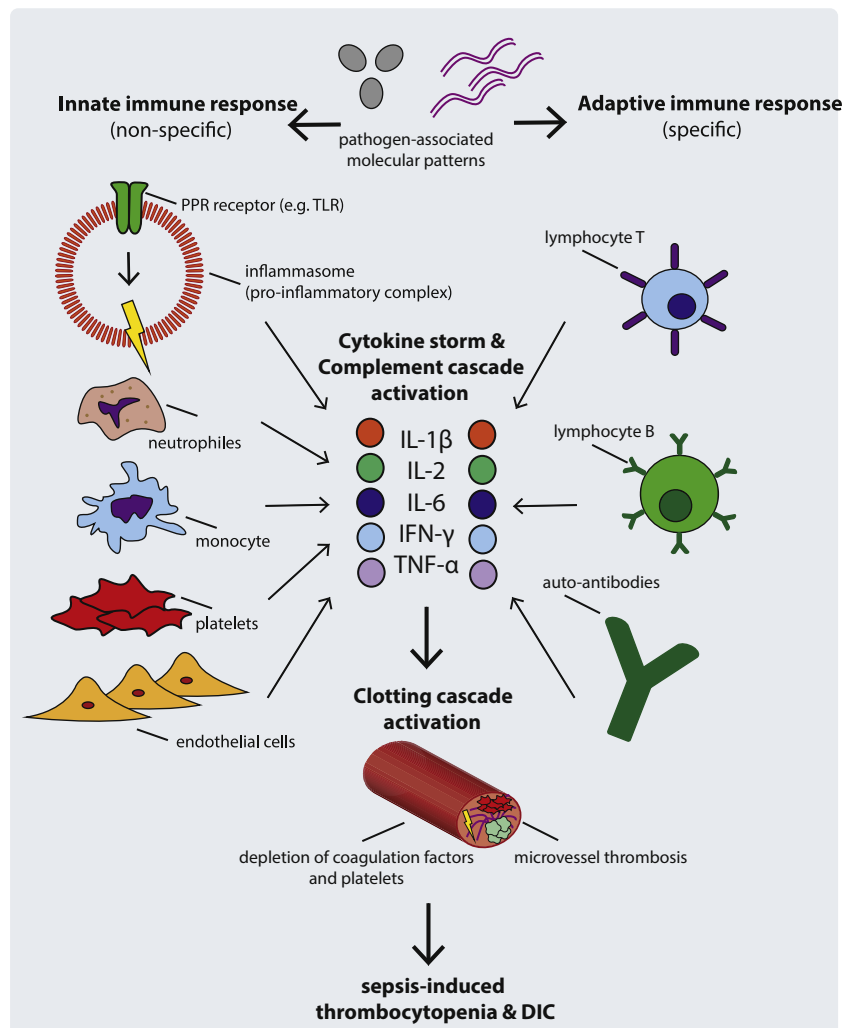 Innate immune response
(non-specific)
pathogen-associated
molecular patterns
Adaptive immune response
(specific)
PPR receptor (e.g. TLR)
inflammasome
(pro-inflammatory complex)
lymphocyte T
Cytokine storm &
Complement cascade
activation
neutrophiles
IL-1β
IL-2
IL-6
IFN-γ
TNF-α
lymphocyte B
monocyte
platelets
auto-antibodies
endothelial cells
Clotting cascade
activation
depletion of coagulation factors
and platelets
microvessel thrombosis
sepsis-induced
thrombocytopenia & DIC